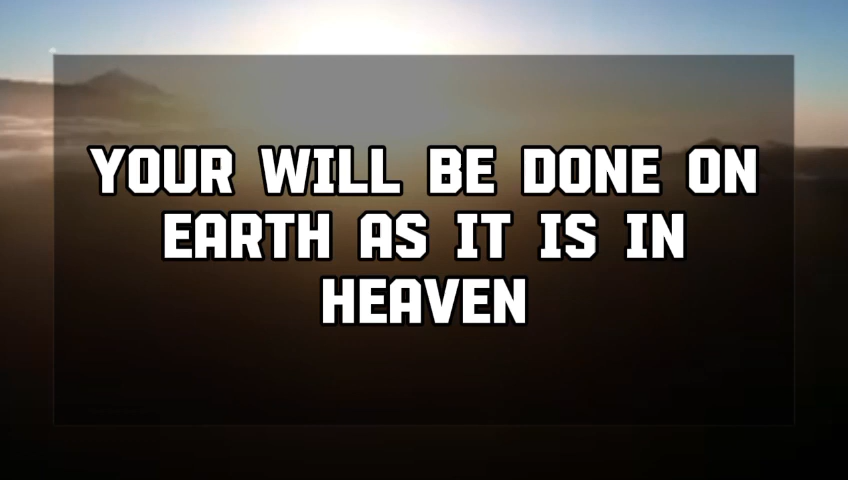 YOUR WILL BE DONE ON
EARTH AS IT IS IN
HEAVEN